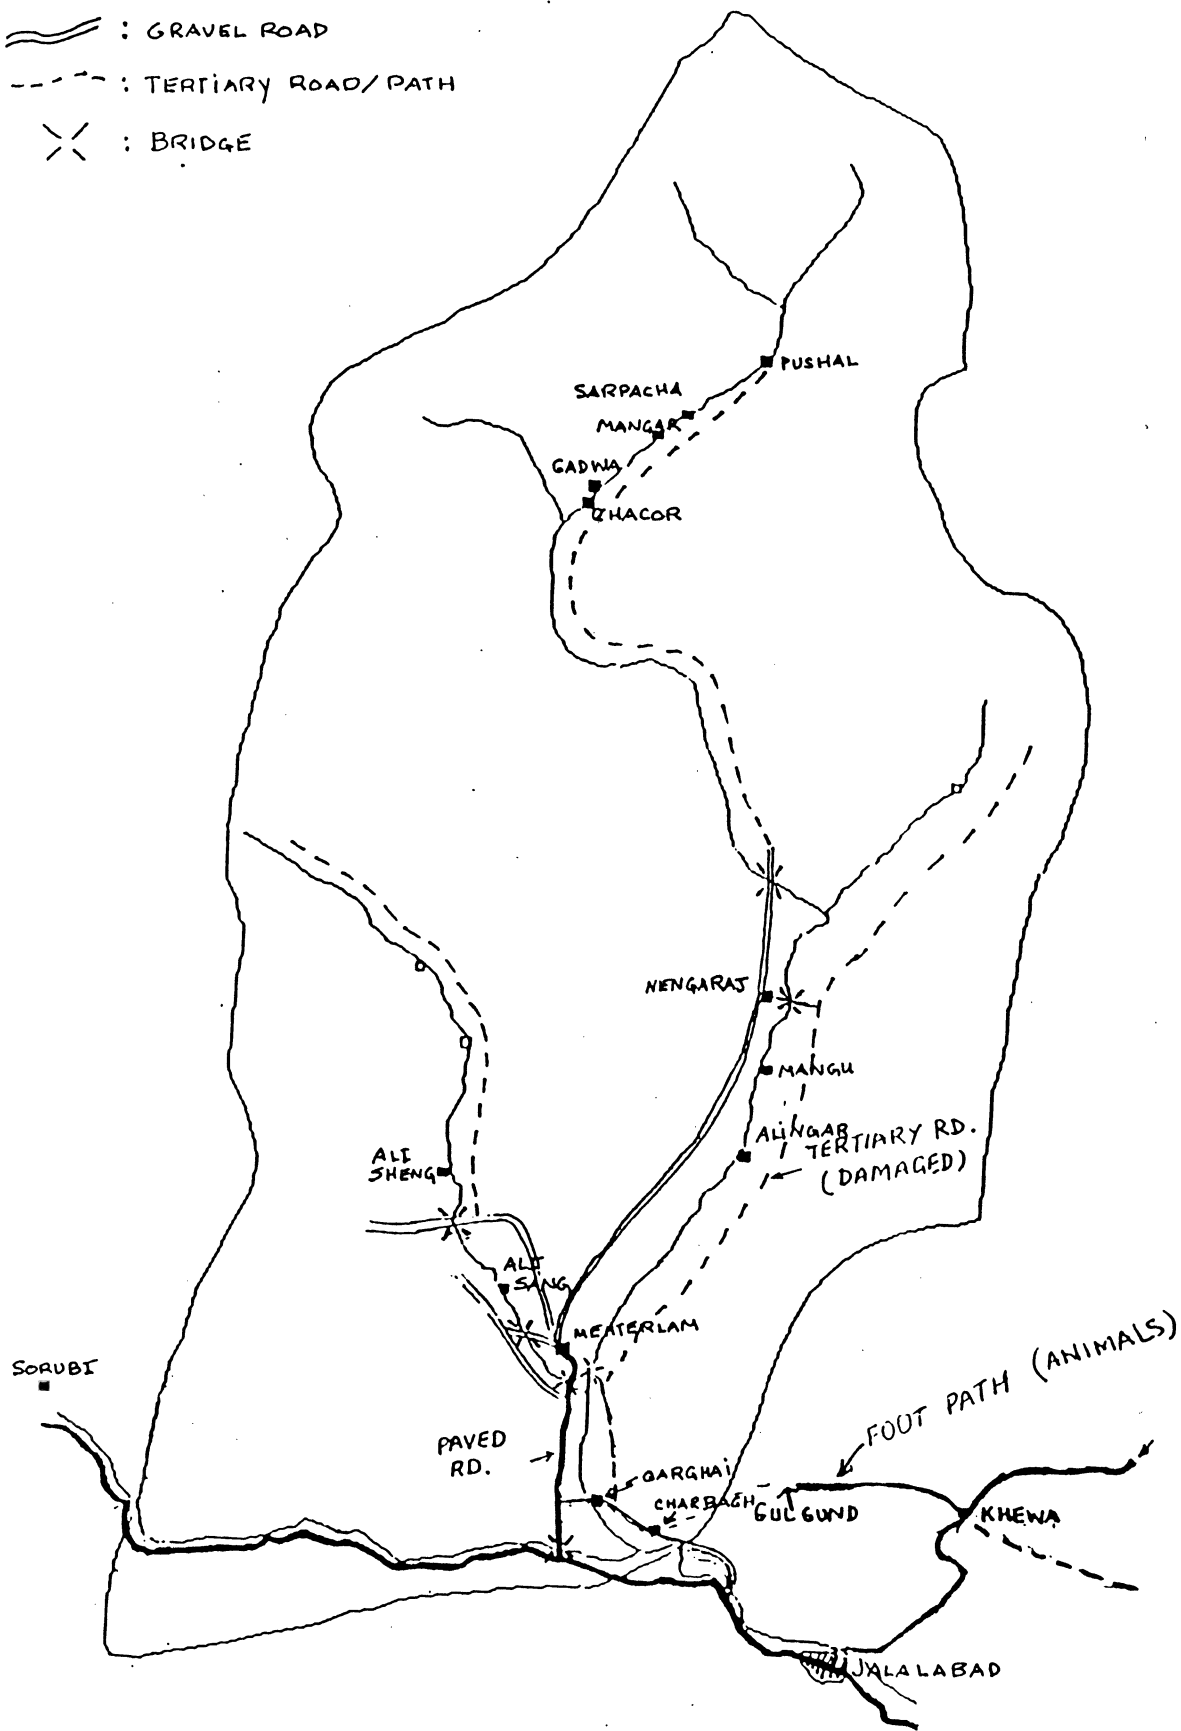 : GRAVEL ROAD
: TERTIARY ROAD/PATH
: BRIDGE
PUSHAL
SARPACHA
MANGAR
GADWA
CHACOR
NENGARAJ
MANGU
ALINGAR
TERTIARY RD.
(DAMAGED)
ALI
SHENG
ALI
SANG
MEHTERLAM
SORUBI
FOOT PATH (ANIMALS)
PAVED
RD.
QARGHAI
CHARBAGH
GULGUND
KHEWA
JALALABAD